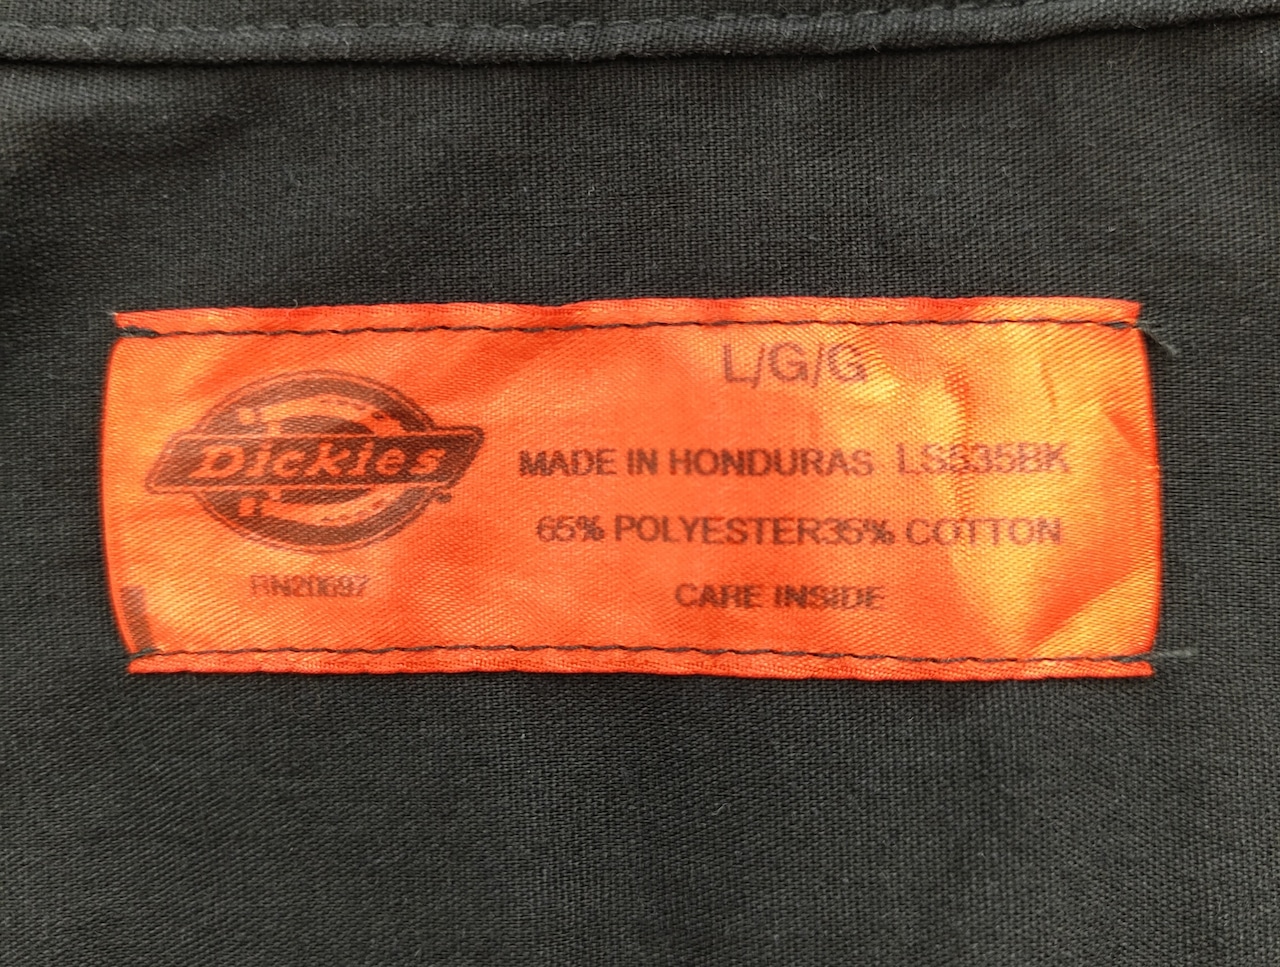 L/G/G
Dickies
MADE IN HONDURAS LS535BK
65% POLYESTER35% COTTON
RN20697
CARE INSIDE